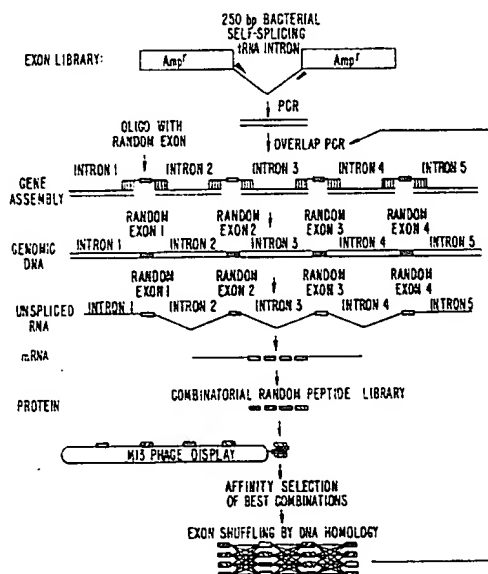 250 bp BACTERIAL
SELF-SPLICING
tRNA INTRON
EXON LIBRARY:
Ampr
Ampr
PCR
OLIGO WITH
RANDOM EXON
OVERLAP PCR
INTRON 1
INTRON 2
INTRON 3
INTRON 4
INTRON 5
GENE
ASSEMBLY
RANDOM
EXON 1
RANDOM
EXON 2
RANDOM
EXON 3
RANDOM
EXON 4
GENOMIC
DNA
INTRON 1
INTRON 2
INTRON 3
INTRON 4
INTRON 5
RANDOM
EXON 1
RANDOM
EXON 2
RANDOM
EXON 3
RANDOM
EXON 4
UNSPLICED
RNA
INTRON 1
INTRON 2
INTRON 3
INTRON 4
INTRON 5
mRNA
COMBINATORIAL RANDOM PEPTIDE LIBRARY
PROTEIN
M13 PHAGE DISPLAY
AFFINITY SELECTION
OF BEST COMBINATIONS
EXON SHUFFLING BY DNA HOMOLOGY